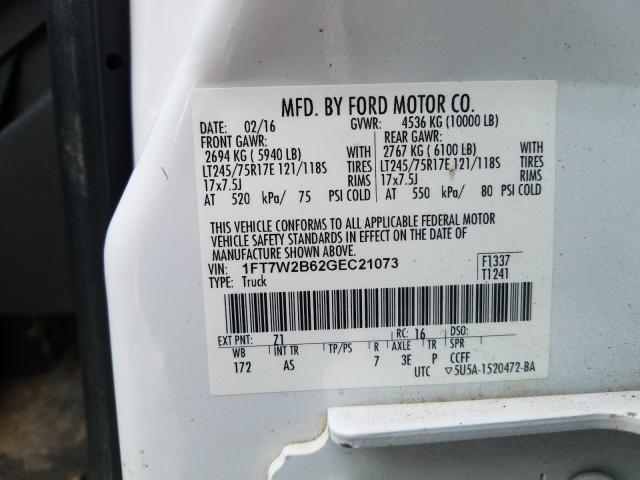 MFD. BY FORD MOTOR CO.
DATE: 02/16 GVWR: 4536 KG (10000 LB)
FRONT GAWR: REAR GAWR:
2694 KG ( 5940 LB) WITH 2767 KG ( 6100 LB) WITH
LT245/75R17E 121/118S TIRES LT245/75R17E 121/118S TIRES
17x7.5J RIMS 17x7.5J RIMS
AT 520 kPa/ 75 PSI COLD AT 550 kPa/ 80 PSI COLD
THIS VEHICLE CONFORMS TO ALL APPLICABLE FEDERAL MOTOR
VEHICLE SAFETY STANDARDS IN EFFECT ON THE DATE OF
MANUFACTURE SHOWN ABOVE.
VIN: 1FT7W2B62GEC21073 F1337
TYPE: Truck T1241
EXT PNT: Z1 RC: 16 DSO:
WB INT TR TP/PS R AXLE TR SPR
172 AS 7 3E P CCFF
UTC ▽5U5A-1520472-BA